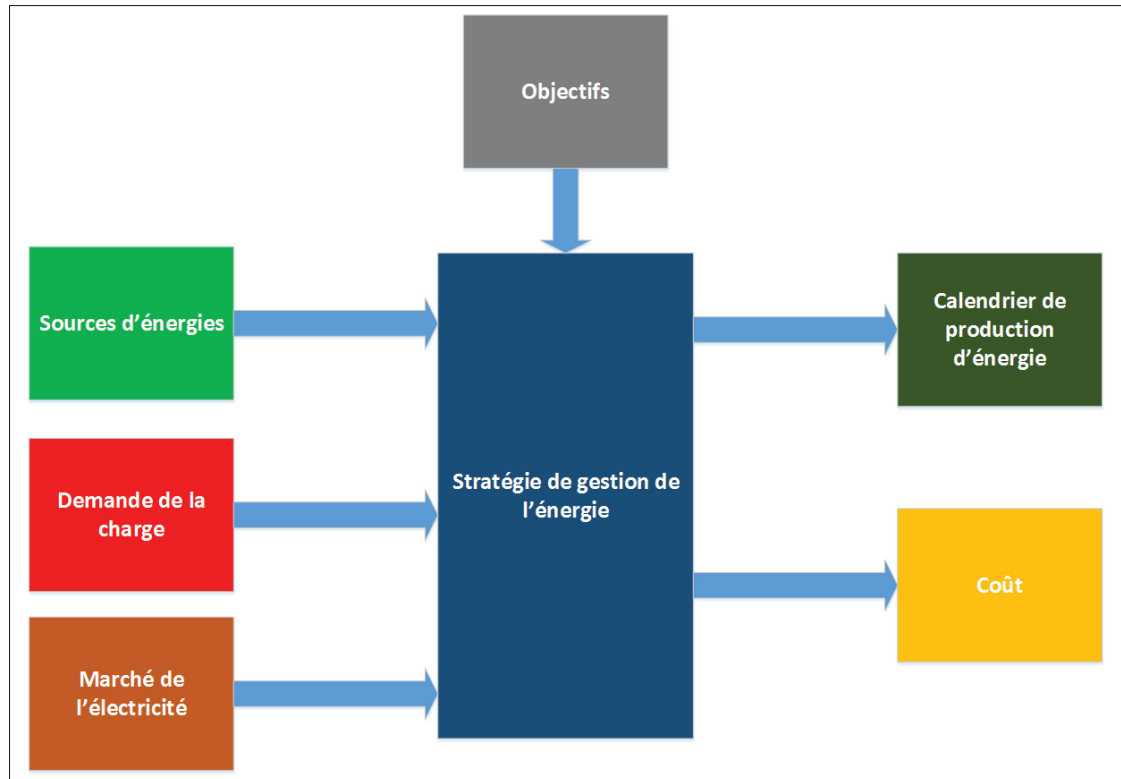 Objectifs
Sources d'énergies
Demande de la
charge
Marché de
l'électricité
Stratégie de gestion de
l'énergie
Calendrier de
production
d'énergie
Coût